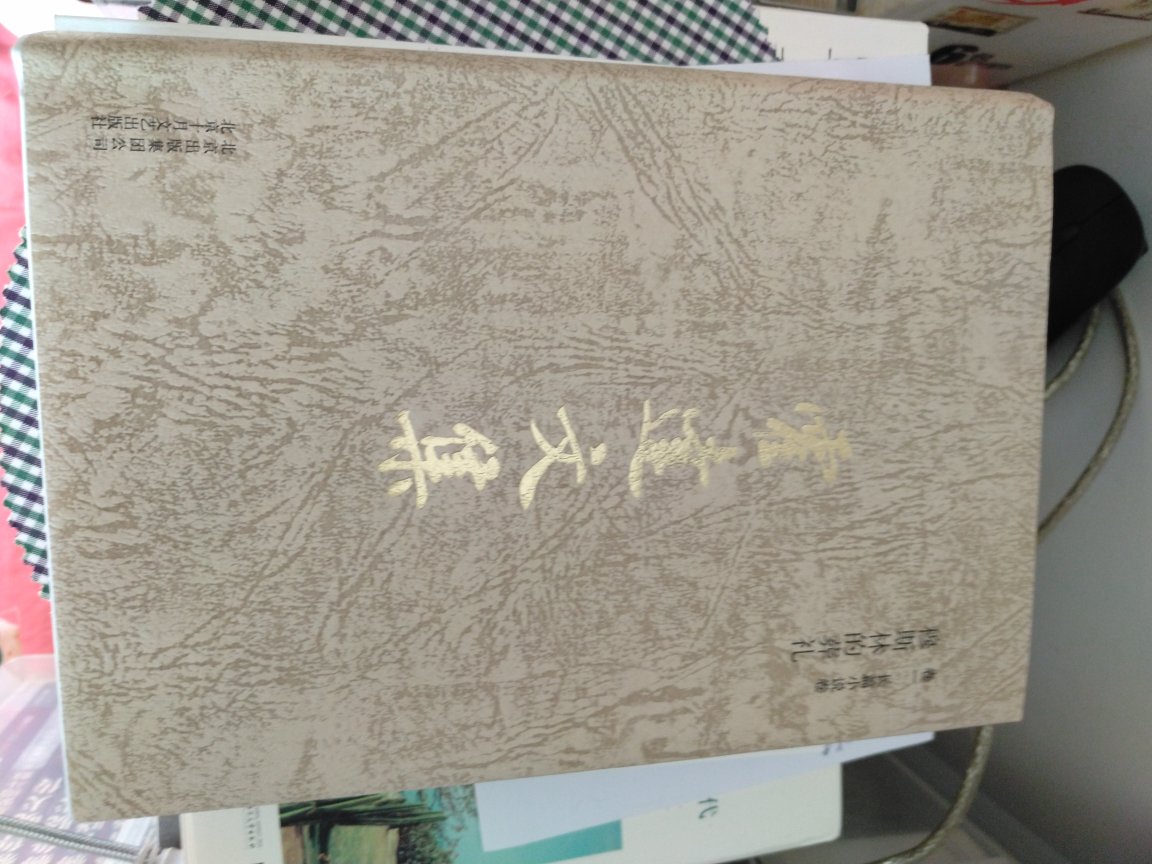 卷一 长篇小说卷
穆斯林的葬礼
霍达文集
北京出版集团公司
北京十月文艺出版社
代